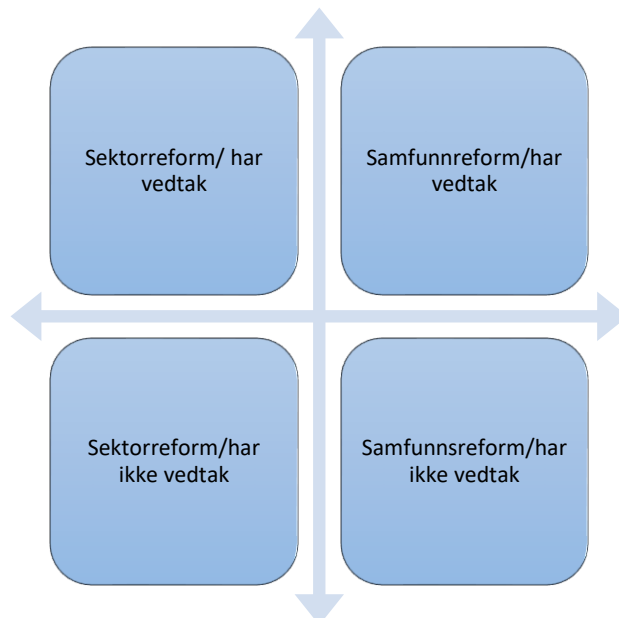 Sektorreform/ har
vedtak
Samfunnreform/har
vedtak
Sektorreform/har
ikke vedtak
Samfunnsreform/har
ikke vedtak